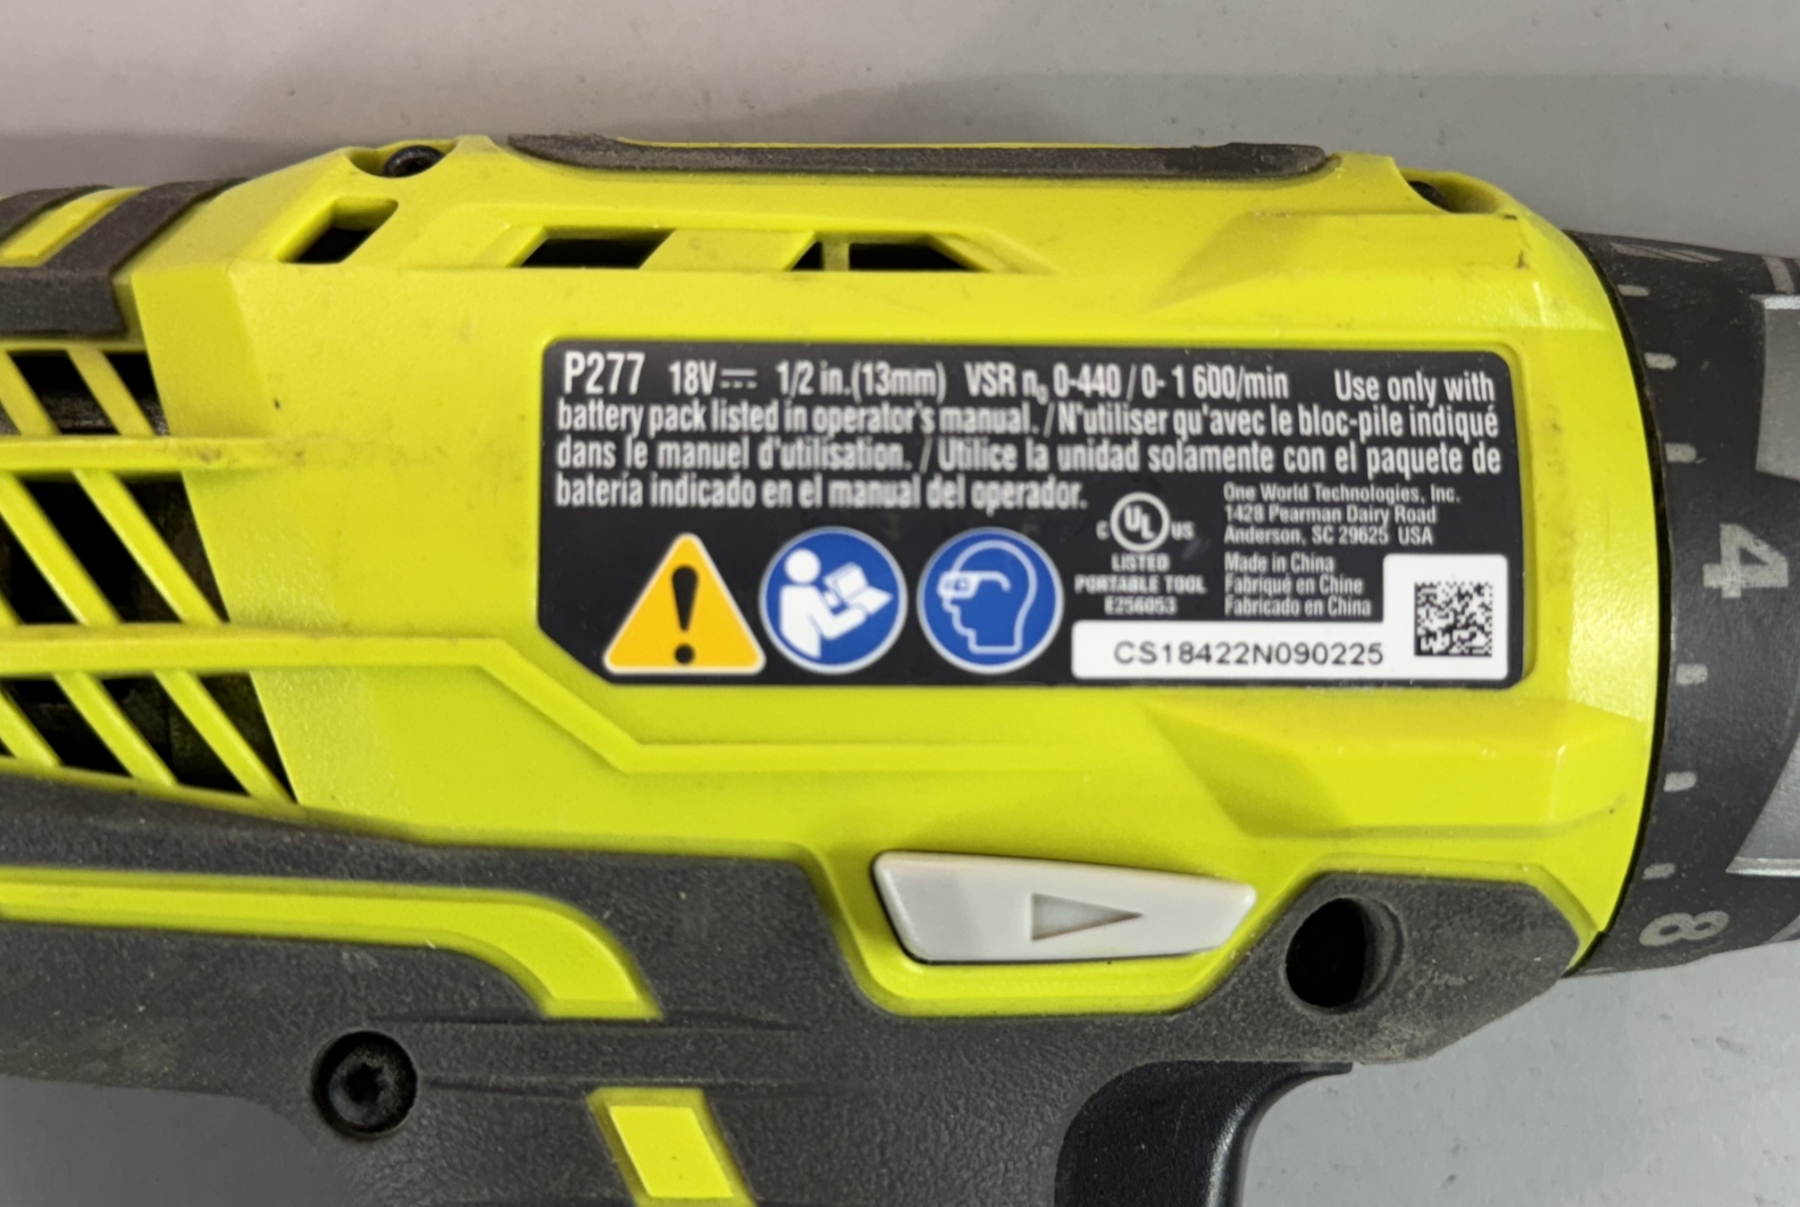 P277 18V 1/2 in.(13mm) VSR n₀ 0-440 / 0- 1 600/min Use only with
battery pack listed in operator's manual. / N'utiliser qu'avec le bloc-pile indiqué
dans le manuel d'utilisation. / Utilice la unidad solamente con el paquete de
batería indicado en el manual del operador.
C UL US
LISTED
PORTABLE TOOL
E256053
One World Technologies, Inc.
1428 Pearman Dairy Road
Anderson, SC 29625 USA
Made in China
Fabriqué en Chine
Fabricado en China
CS18422N090225
4
8